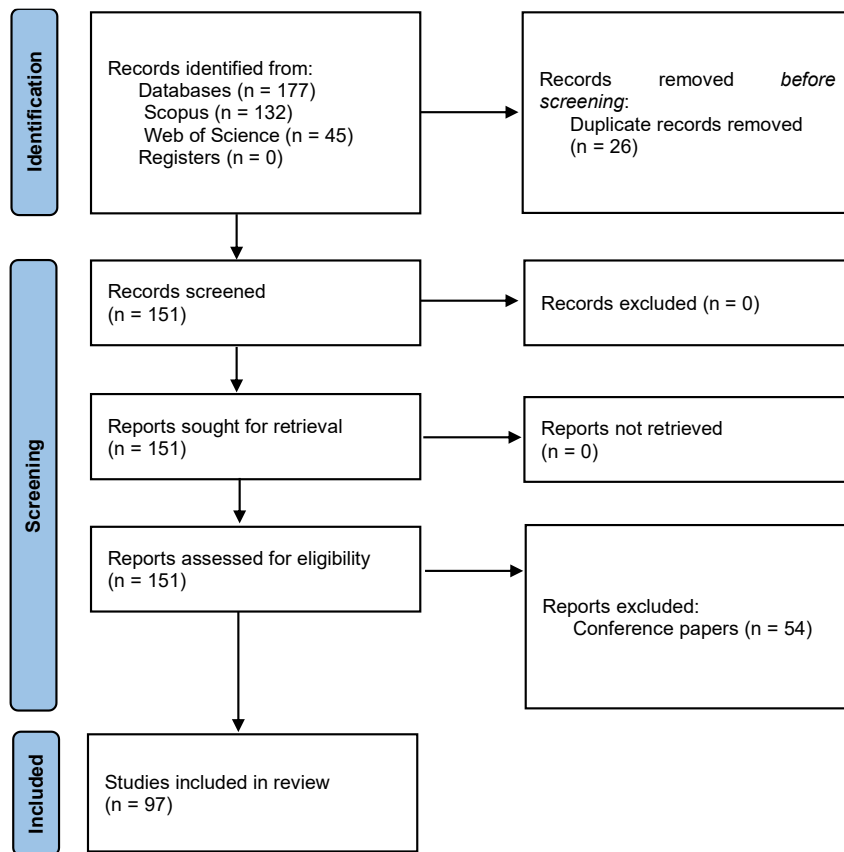 Identification
Records identified from:
Databases (n = 177)
Scopus (n = 132)
Web of Science (n = 45)
Registers (n = 0)
Records removed before
screening:
Duplicate records removed
(n = 26)
Screening
Records screened
(n = 151)
Records excluded (n = 0)
Reports sought for retrieval
(n = 151)
Reports not retrieved
(n = 0)
Reports assessed for eligibility
(n = 151)
Reports excluded:
Conference papers (n = 54)
Included
Studies included in review
(n = 97)